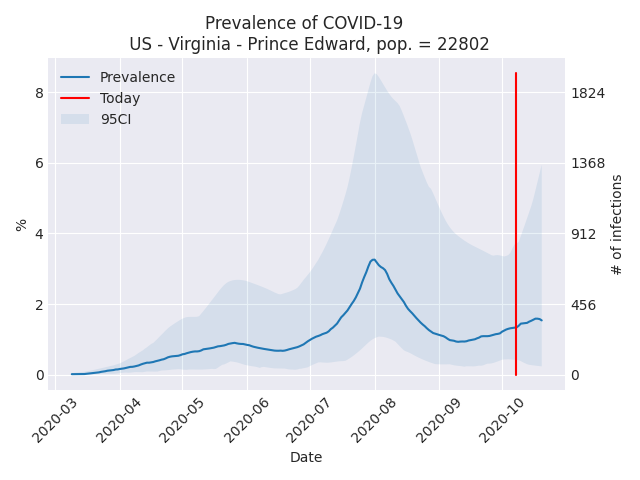 Prevalence of COVID-19
US - Virginia - Prince Edward, pop. = 22802
Prevalence
Today
95CI
8
6
4
2
0
%
1824
1368
912
456
0
# of infections
2020-03
2020-04
2020-05
2020-06
2020-07
2020-08
2020-09
2020-10
Date